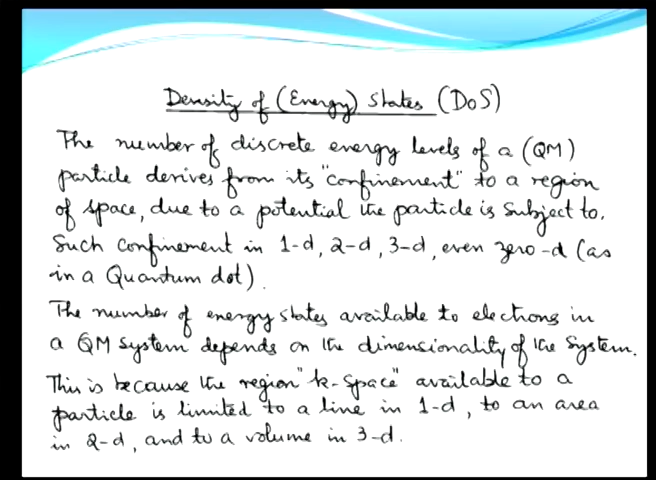 Density of (Energy) States (DoS)
The number of discrete energy levels of a (QM)
particle derives from its "confinement" to a region
of space, due to a potential the particle is subject to.
Such confinement in 1-d, 2-d, 3-d, even zero-d (as
in a Quantum dot).
The number of energy states available to electrons in
a QM system depends on the dimensionality of the system.
This is because the region "k-space" available to a
particle is limited to a line in 1-d, to an area
in 2-d, and to a volume in 3-d.